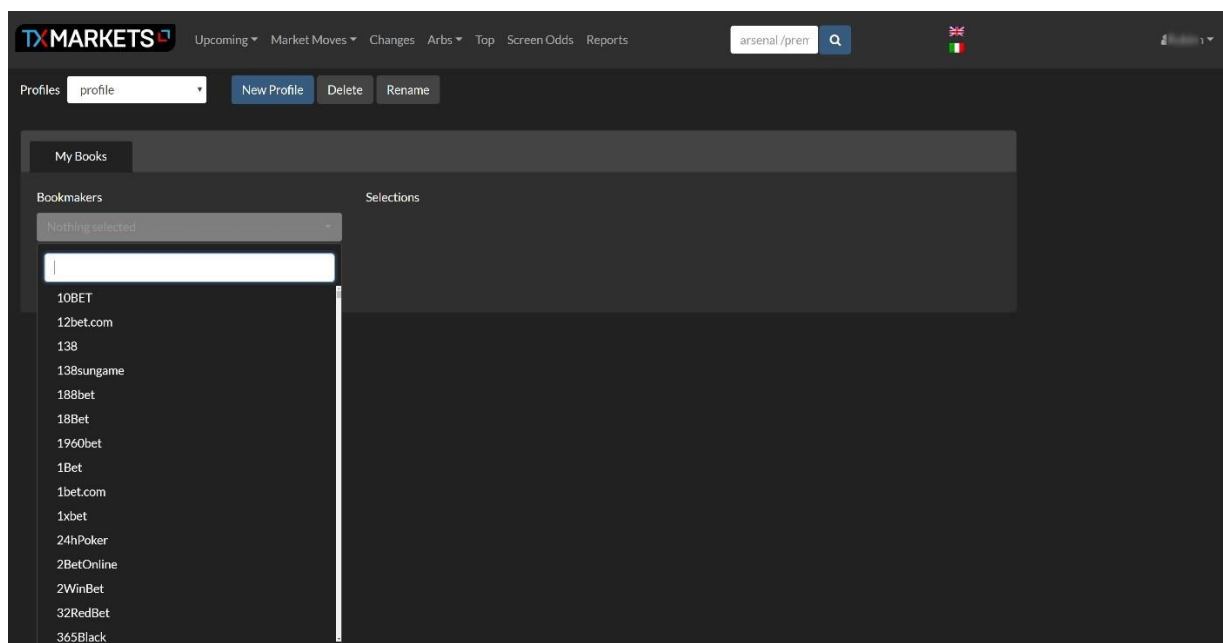 TXMARKETS Upcoming Market Moves Changes Arbs Top Screen Odds Reports arsenal /prem
Profiles profile New Profile Delete Rename
My Books
Bookmakers Selections
Nothing selected
10BET
12bet.com
138
138sungame
188bet
18Bet
1960bet
1Bet
1bet.com
1xbet
24hPoker
2BetOnline
2WinBet
32RedBet
365Black